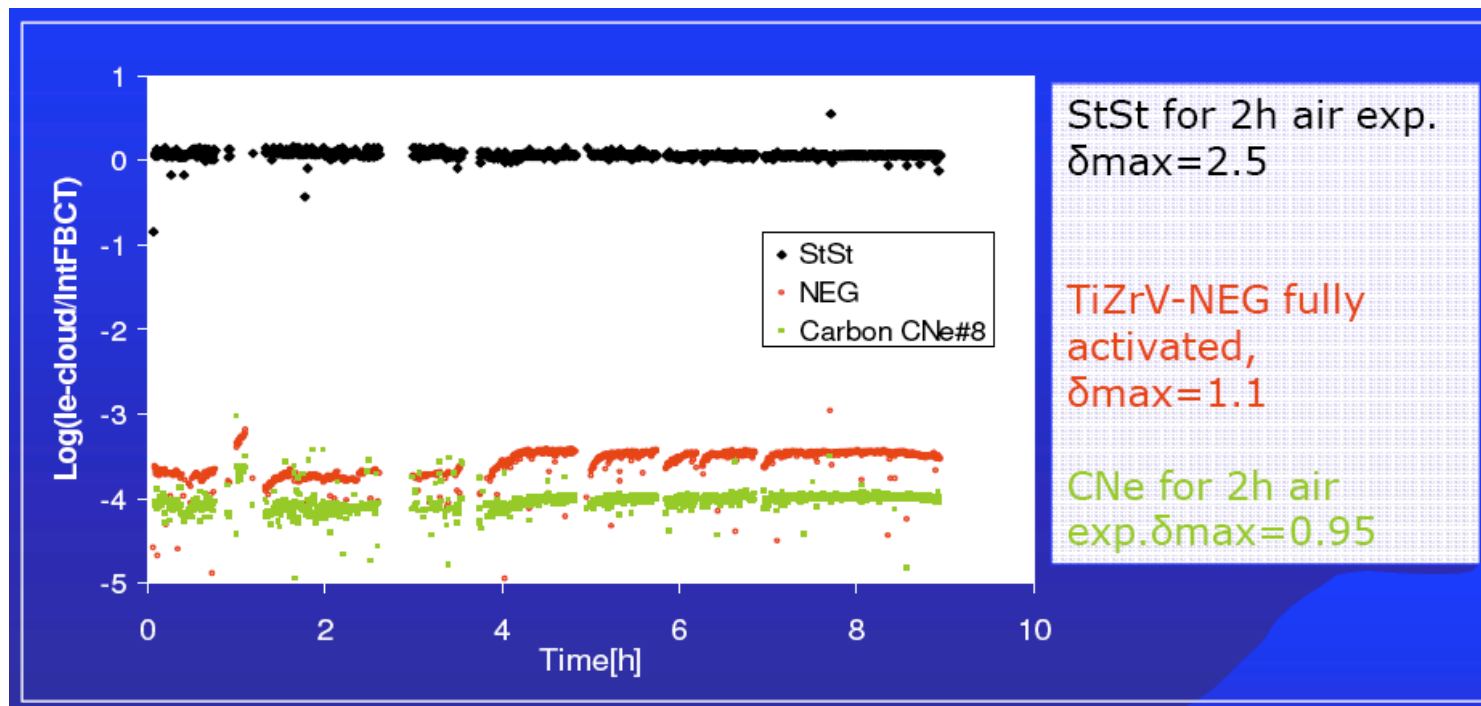 1
0
-1
-2
-3
-4
-5
Log(Ie-cloud/IntFBCT)
0
2
4
6
8
10
Time[h]
StSt
NEG
Carbon CNe#8
StSt for 2h air exp.
δmax=2.5
TiZrV-NEG fully
activated,
δmax=1.1
CNe for 2h air
exp.δmax=0.95